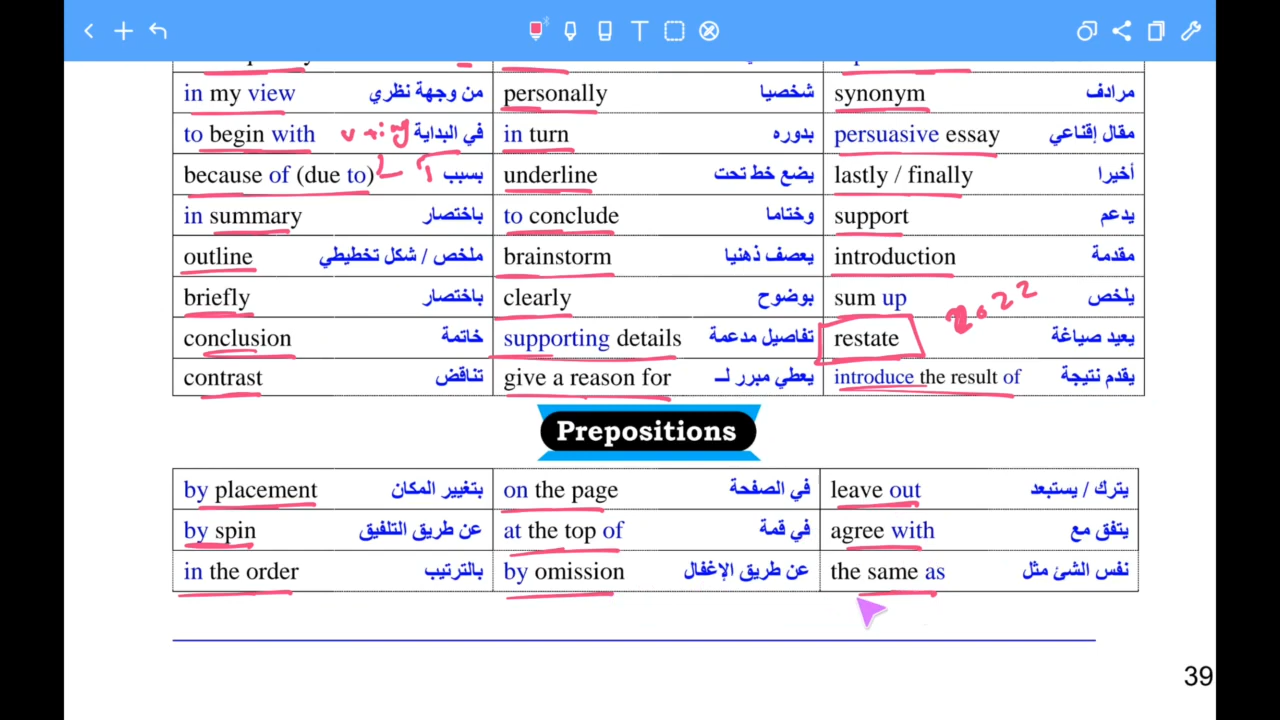 in my view من وجهة نظري personally شخصيا synonym مرادف
to begin with v + ing في البداية in turn بدوره persuasive essay مقال إقناعي
because of (due to) بسبب underline يضع خط تحت lastly / finally أخيرا
in summary باختصار to conclude وختاما support يدعم
outline ملخص / شكل تخطيطي brainstorm يعصف ذهنيا introduction مقدمة
briefly باختصار clearly بوضوح sum up يلخص
2022
conclusion خاتمة supporting details تفاصيل مدعمة restate يعيد صياغة
contrast تناقض give a reason for يعطي مبرر لـــ introduce the result of يقدم نتيجة
Prepositions
by placement بتغيير المكان on the page في الصفحة leave out يترك / يستبعد
by spin عن طريق التلفيق at the top of في قمة agree with يتفق مع
in the order بالترتيب by omission عن طريق الإغفال the same as نفس الشئ مثل
39